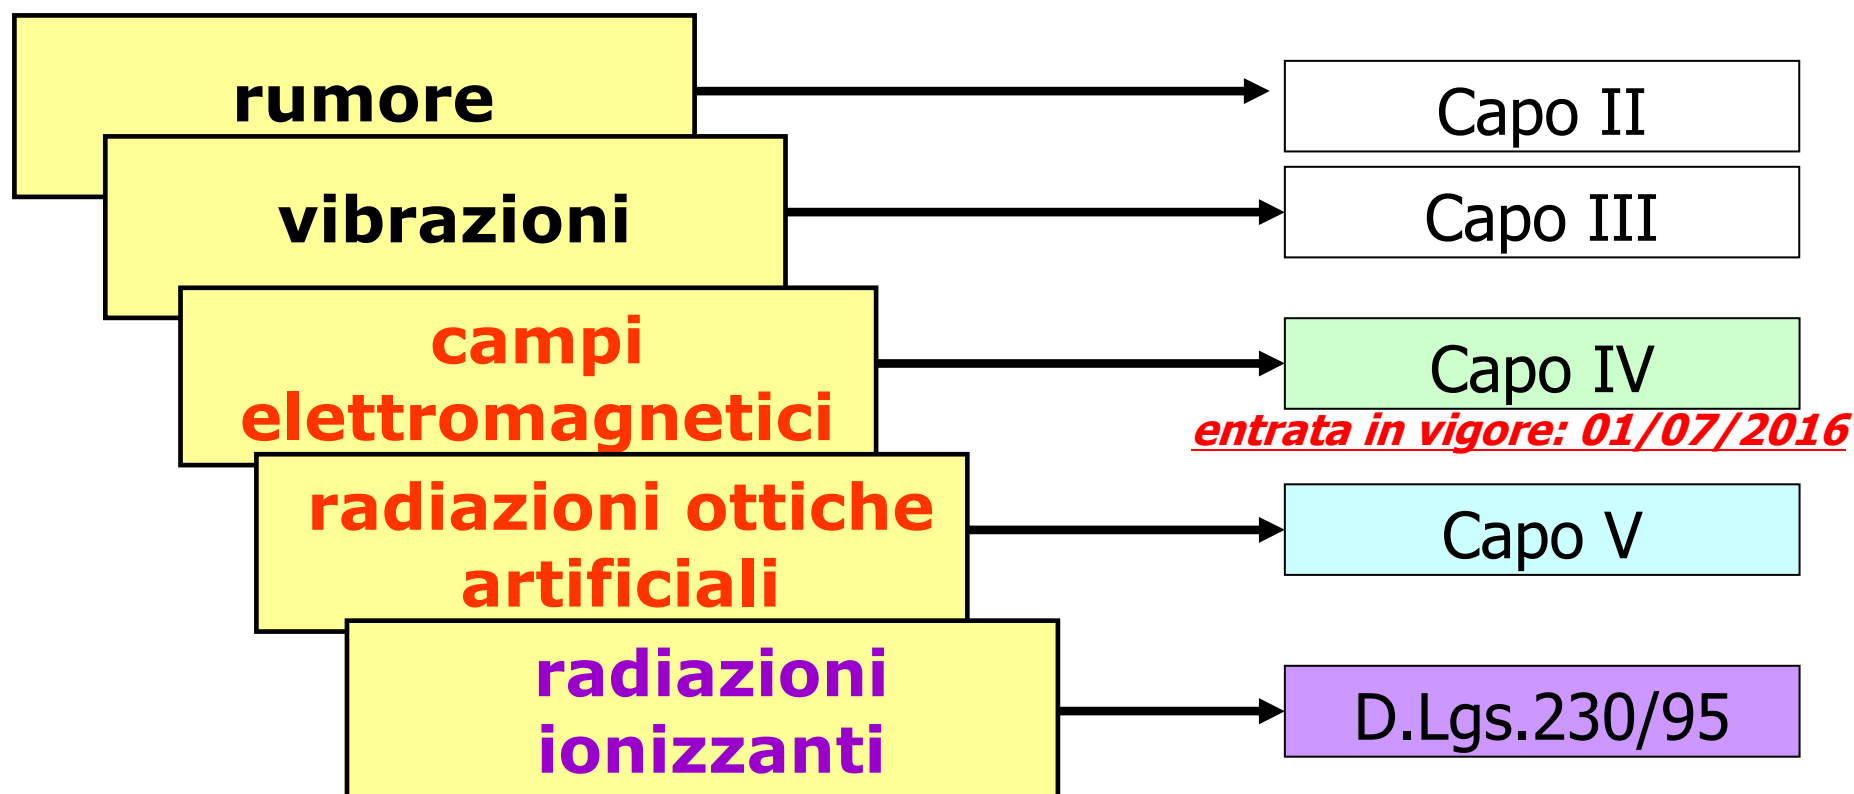 rumore
Capo II
vibrazioni
Capo III
campi
elettromagnetici
Capo IV
entrata in vigore: 01/07/2016
radiazioni ottiche
artificiali
Capo V
radiazioni
ionizzanti
D.Lgs.230/95